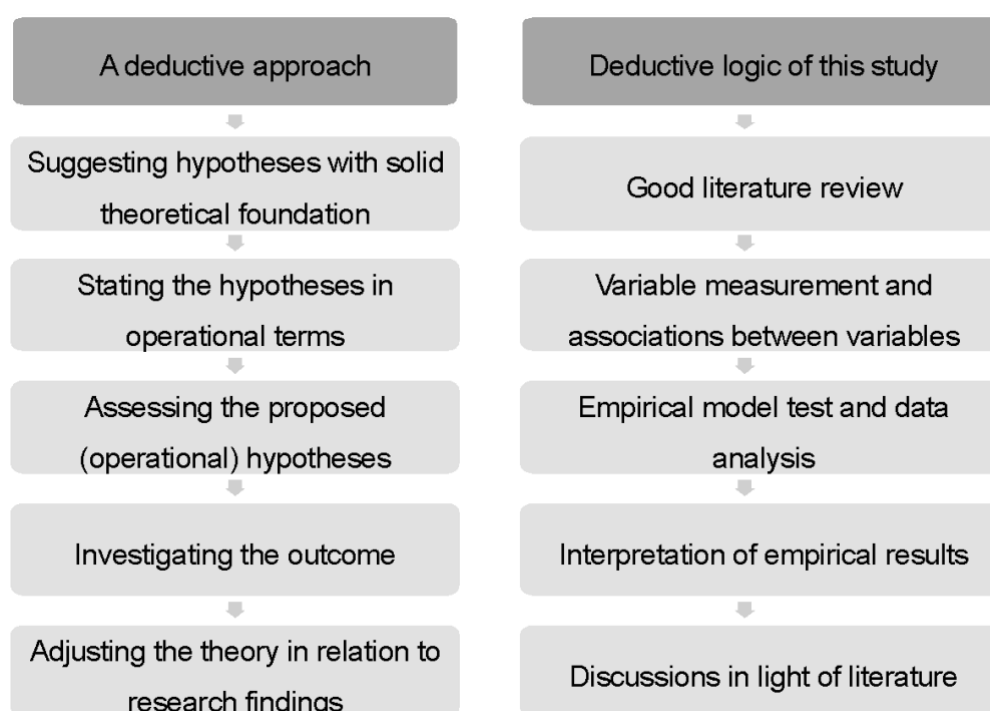 A deductive approach
Suggesting hypotheses with solid
theoretical foundation
Stating the hypotheses in
operational terms
Assessing the proposed
(operational) hypotheses
Investigating the outcome
Adjusting the theory in relation to
research findings
Deductive logic of this study
Good literature review
Variable measurement and
associations between variables
Empirical model test and data
analysis
Interpretation of empirical results
Discussions in light of literature